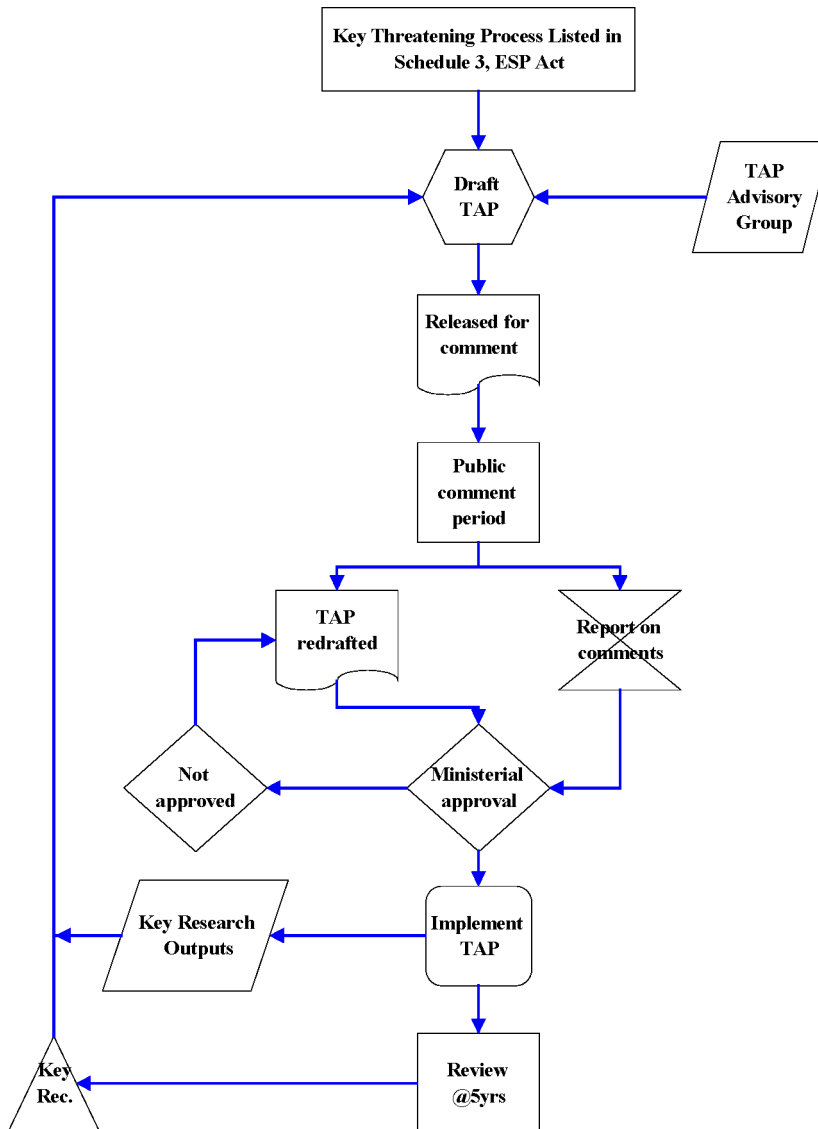 Key Threatening Process Listed in
Schedule 3, ESP Act
Draft
TAP
TAP
Advisory
Group
Released for
comment
Public
comment
period
TAP
redrafted
Report on
comments
Not
approved
Ministerial
approval
Key Research
Outputs
Implement
TAP
Key
Rec.
Review
@5yrs